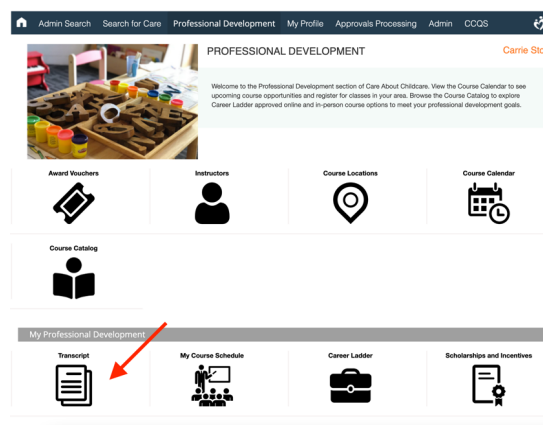 Admin Search Search for Care Professional Development My Profile Approvals Processing Admin CCQS
PROFESSIONAL DEVELOPMENT
Carrie Sto
Welcome to the Professional Development section of Care About Childcare. View the Course Calendar to see
upcoming course opportunities and register for classes in your area. Browse the Course Catalog to explore
Career Ladder approved online and in-person course options to meet your professional development goals.
Award Vouchers Instructors Course Locations Course Calendar
Course Catalog
My Professional Development
Transcript My Course Schedule Career Ladder Scholarships and Incentives